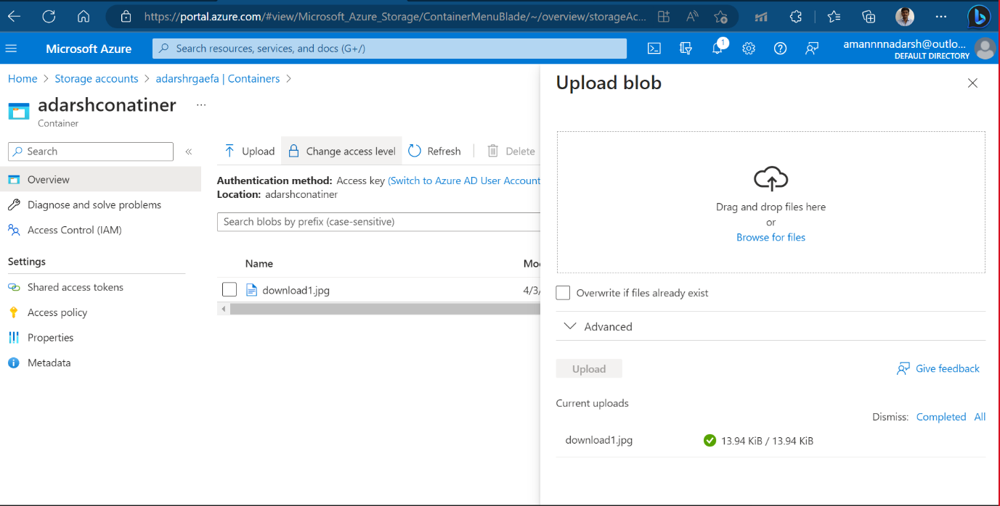 https://portal.azure.com/#view/Microsoft_Azure_Storage/ContainerMenuBlade/~/overview/storageAc...
Microsoft Azure
Search resources, services, and docs (G+/)
1
amannnnadarsh@outlo...
DEFAULT DIRECTORY
Home > Storage accounts > adarshrgaefa | Containers >
adarshconatiner ...
Container
Search «
Overview
Diagnose and solve problems
Access Control (IAM)
Settings
Shared access tokens
Access policy
Properties
Metadata
Upload Change access level Refresh Delete
Authentication method: Access key (Switch to Azure AD User Account
Location: adarshconatiner
Search blobs by prefix (case-sensitive)
Name
download1.jpg 4/3/
Upload blob
Drag and drop files here
or
Browse for files
Overwrite if files already exist
Advanced
Upload Give feedback
Current uploads
Dismiss: Completed All
download1.jpg 13.94 KiB / 13.94 KiB